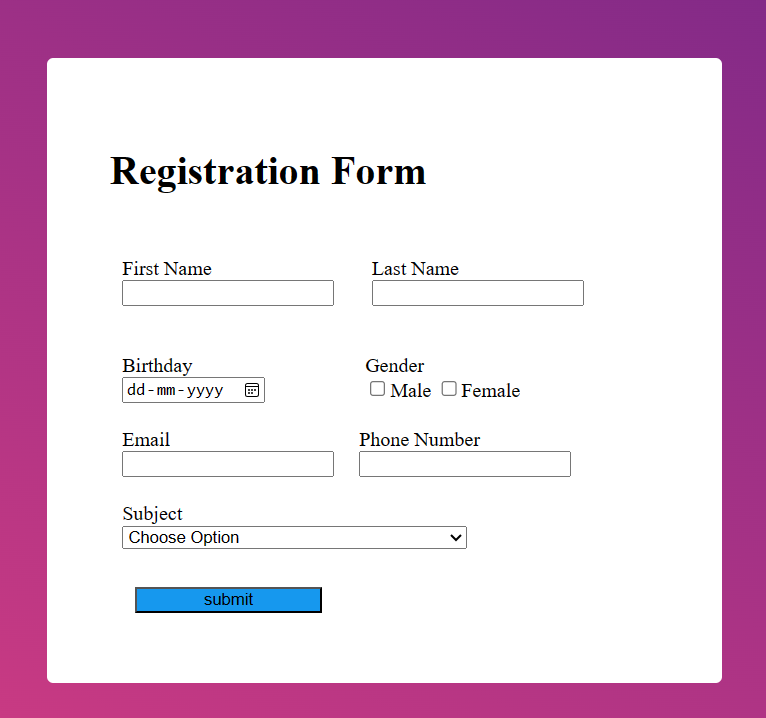 Registration Form
First Name Last Name
Birthday Gender
dd-mm-yyyy Male Female
Email Phone Number
Subject
Choose Option
submit